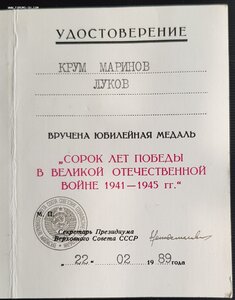 УДОСТОВЕРЕНИЕ
КРУМ МАРИНОВ
ЛУКОВ
ВРУЧЕНА ЮБИЛЕЙНАЯ МЕДАЛЬ
„СОРОК ЛЕТ ПОБЕДЫ
В ВЕЛИКОЙ ОТЕЧЕСТВЕННОЙ
ВОЙНЕ 1941—1945 гг.“
М. П.
Секретарь Президиума
Верховного Совета СССР
„22“ 02 1989 года